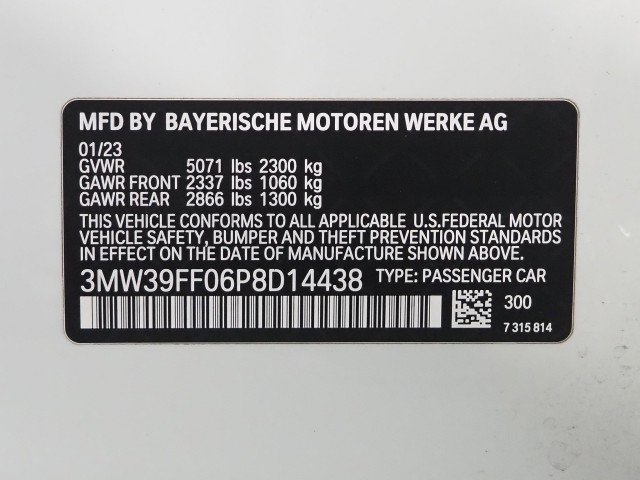 MFD BY BAYERISCHE MOTOREN WERKE AG
01/23
GVWR 5071 lbs 2300 kg
GAWR FRONT 2337 lbs 1060 kg
GAWR REAR 2866 lbs 1300 kg
THIS VEHICLE CONFORMS TO ALL APPLICABLE U.S.FEDERAL MOTOR
VEHICLE SAFETY, BUMPER AND THEFT PREVENTION STANDARDS
IN EFFECT ON THE DATE OF MANUFACTURE SHOWN ABOVE.
3MW39FF06P8D14438 TYPE: PASSENGER CAR
300
7 315 814